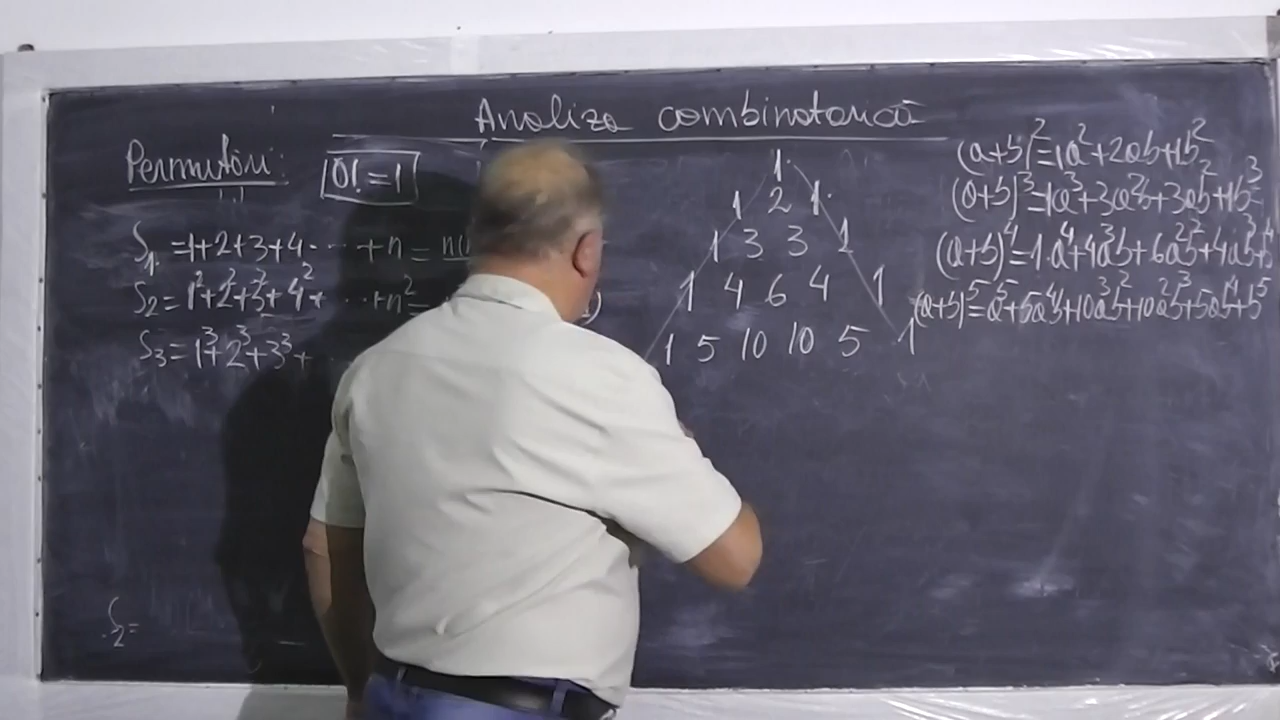 Analiza combinatorică
Permutări:
0! = 1
S₁ = 1+2+3+4 ... + n =
S₂ = 1²+2²+3²+4²+ ... +n² =
S₃ = 1³+2³+3³+
S₂ =
1
1 2 1
1 3 3 1
1 4 6 4 1
1 5 10 10 5 1
(a+b)² = 1a²+2ab+1b²
(a+b)³ = 1a³+3a²b+3ab²+1b³
(a+b)⁴ = 1·a⁴+4a³b+6a²b²+4ab³+b⁴
(a+b)⁵ = a⁵+5a⁴b+10a³b²+10a²b³+5ab⁴+b⁵